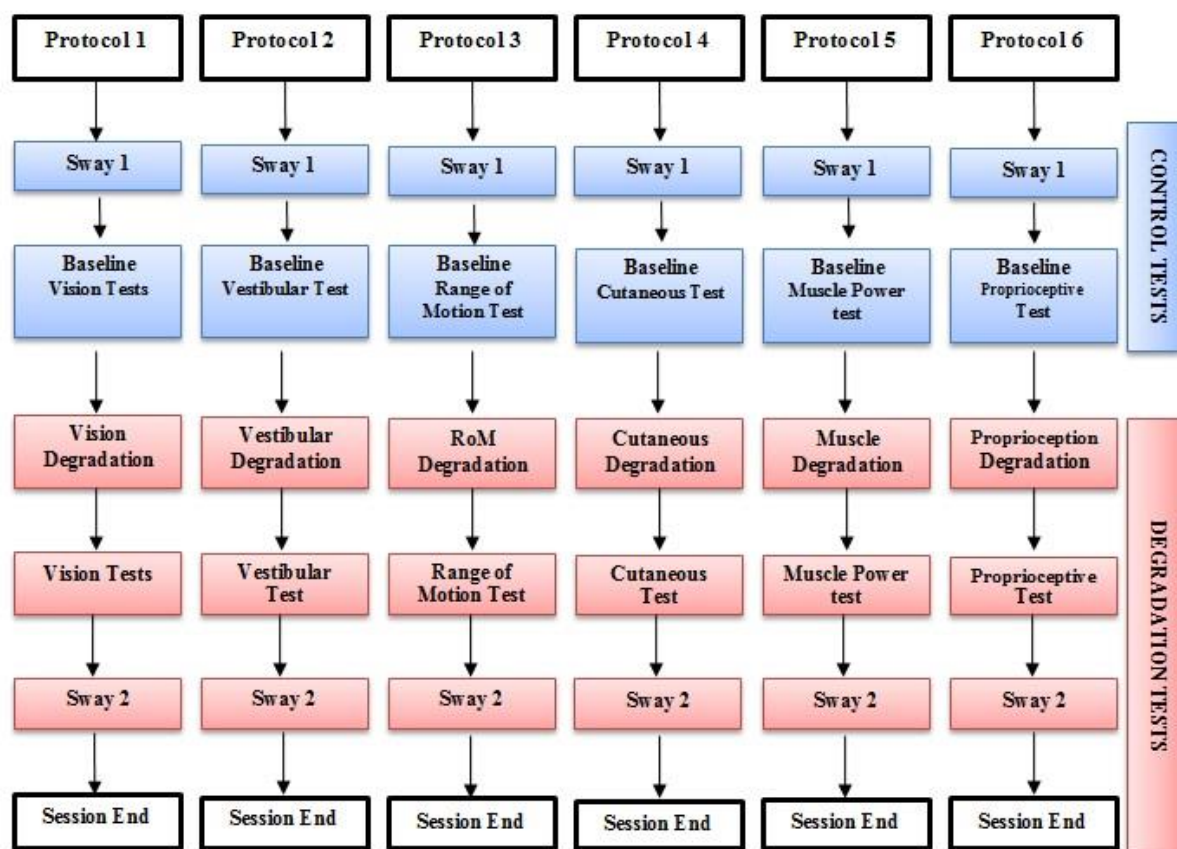 Protocol 1
Protocol 2
Protocol 3
Protocol 4
Protocol 5
Protocol 6
Sway 1
Sway 1
Sway 1
Sway 1
Sway 1
Sway 1
CONTROL TESTS
Baseline
Vision Tests
Baseline
Vestibular Test
Baseline
Range of
Motion Test
Baseline
Cutaneous Test
Baseline
Muscle Power
test
Baseline
Proprioceptive
Test
Vision
Degradation
Vestibular
Degradation
RoM
Degradation
Cutaneous
Degradation
Muscle
Degradation
Proprioception
Degradation
DEGRADATION TESTS
Vision Tests
Vestibular
Test
Range of
Motion Test
Cutaneous
Test
Muscle Power
test
Proprioceptive
Test
Sway 2
Sway 2
Sway 2
Sway 2
Sway 2
Sway 2
Session End
Session End
Session End
Session End
Session End
Session End